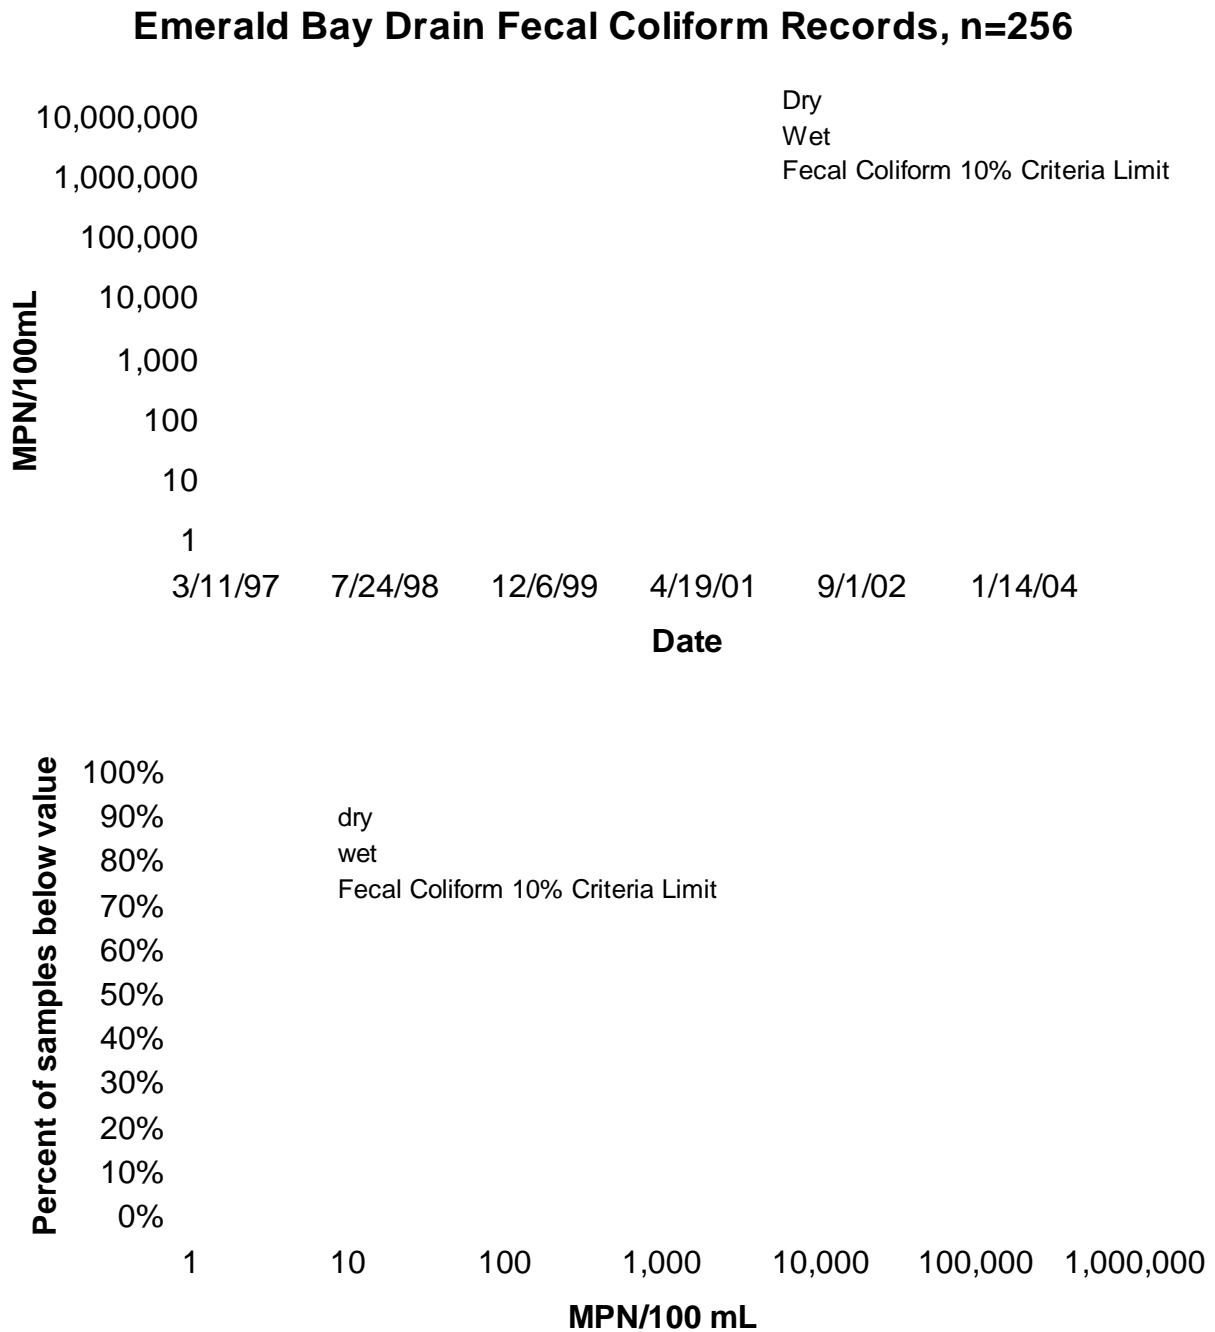 Emerald Bay Drain Fecal Coliform Records, n=256
Dry
Wet
Fecal Coliform 10% Criteria Limit
10,000,000
1,000,000
100,000
10,000
1,000
100
10
1
MPN/100mL
3/11/97 7/24/98 12/6/99 4/19/01 9/1/02 1/14/04
Date
100%
90%
80%
70%
60%
50%
40%
30%
20%
10%
0%
Percent of samples below value
dry
wet
Fecal Coliform 10% Criteria Limit
1 10 100 1,000 10,000 100,000 1,000,000
MPN/100 mL